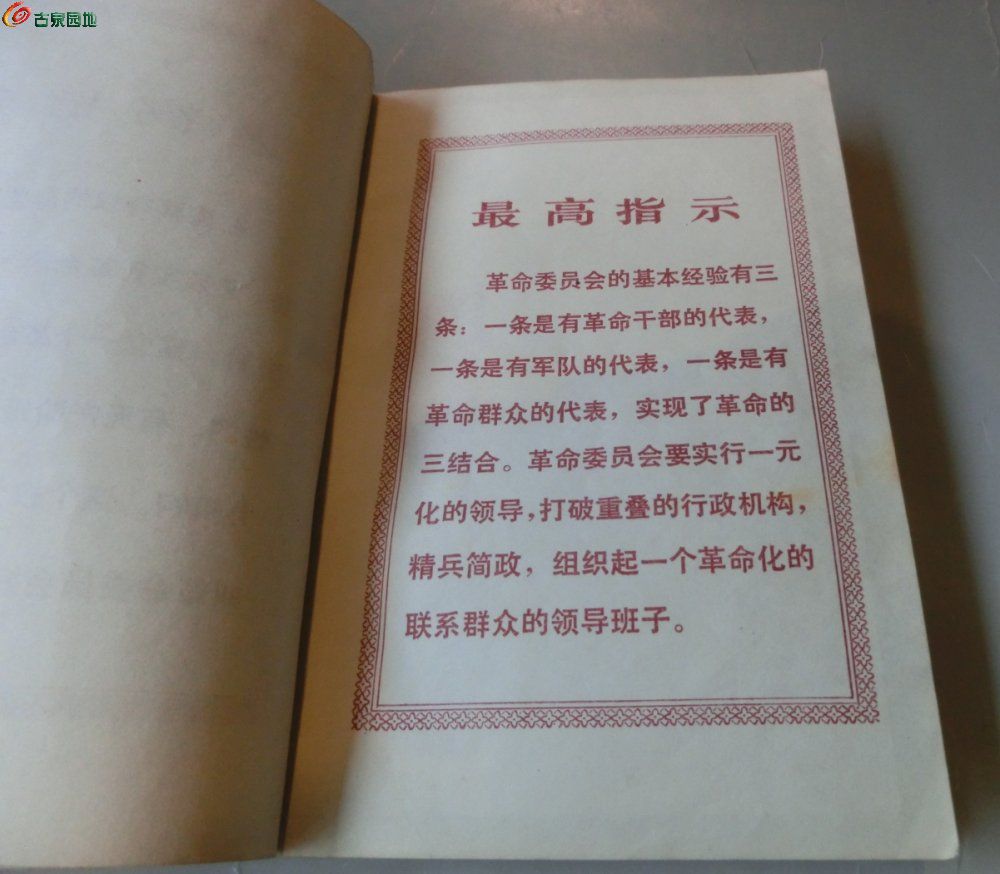 古泉园地
最高指示
革命委员会的基本经验有三
条：一条是有革命干部的代表，
一条是有军队的代表，一条是有
革命群众的代表，实现了革命的
三结合。革命委员会要实行一元
化的领导，打破重叠的行政机构，
精兵简政，组织起一个革命化的
联系群众的领导班子。